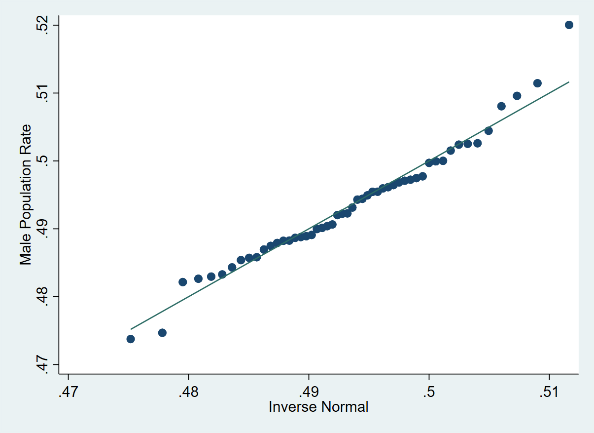 .52
.51
.5
.49
.48
.47
Male Population Rate
.47 .48 .49 .5 .51
Inverse Normal